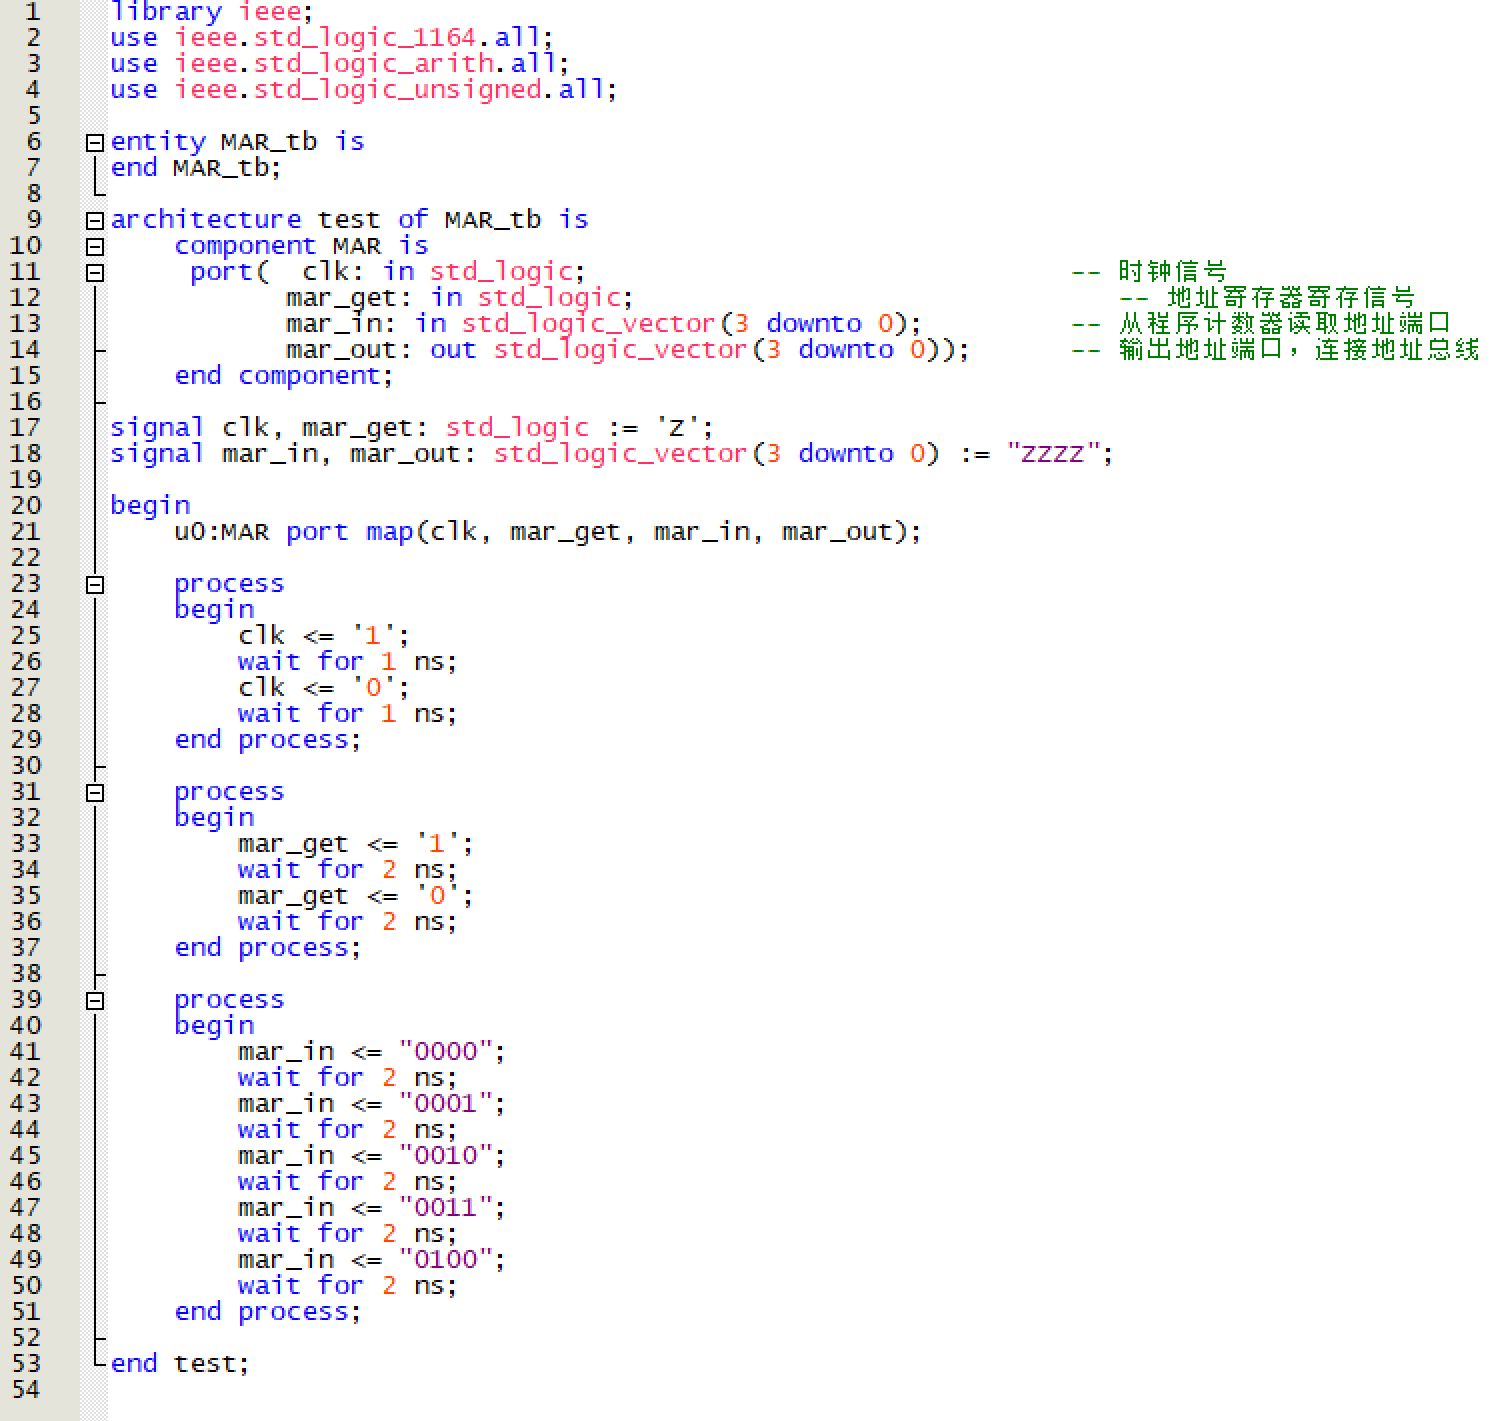 1 library ieee;
2 use ieee.std_logic_1164.all;
3 use ieee.std_logic_arith.all;
4 use ieee.std_logic_unsigned.all;
5
6 entity MAR_tb is
7 end MAR_tb;
8
9 architecture test of MAR_tb is
10 component MAR is
11 port( clk: in std_logic; -- 时钟信号
12 mar_get: in std_logic; -- 地址寄存器寄存信号
13 mar_in: in std_logic_vector(3 downto 0); -- 从程序计数器读取地址端口
14 mar_out: out std_logic_vector(3 downto 0)); -- 输出地址端口，连接地址总线
15 end component;
16
17 signal clk, mar_get: std_logic := 'Z';
18 signal mar_in, mar_out: std_logic_vector(3 downto 0) := "ZZZZ";
19
20 begin
21 u0:MAR port map(clk, mar_get, mar_in, mar_out);
22
23 process
24 begin
25 clk <= '1';
26 wait for 1 ns;
27 clk <= '0';
28 wait for 1 ns;
29 end process;
30
31 process
32 begin
33 mar_get <= '1';
34 wait for 2 ns;
35 mar_get <= '0';
36 wait for 2 ns;
37 end process;
38
39 process
40 begin
41 mar_in <= "0000";
42 wait for 2 ns;
43 mar_in <= "0001";
44 wait for 2 ns;
45 mar_in <= "0010";
46 wait for 2 ns;
47 mar_in <= "0011";
48 wait for 2 ns;
49 mar_in <= "0100";
50 wait for 2 ns;
51 end process;
52
53 end test;
54